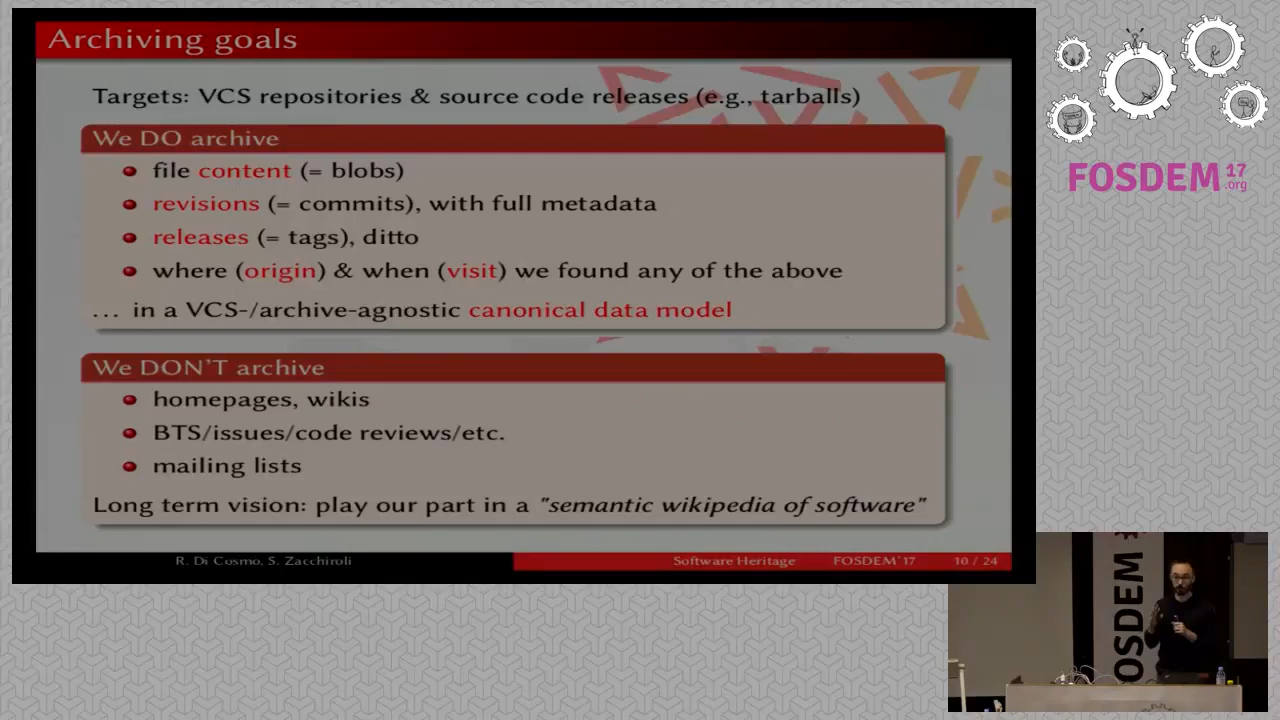 Archiving goals
Targets: VCS repositories & source code releases (e.g., tarballs)
We DO archive
file content (= blobs)
revisions (= commits), with full metadata
releases (= tags), ditto
where (origin) & when (visit) we found any of the above
... in a VCS-/archive-agnostic canonical data model
We DON'T archive
homepages, wikis
BTS/issues/code reviews/etc.
mailing lists
Long term vision: play our part in a "semantic wikipedia of software"
R. Di Cosmo, S. Zacchiroli
Software Heritage
FOSDEM'17
10 / 24
FOSDEM 17
.org
OSDEM